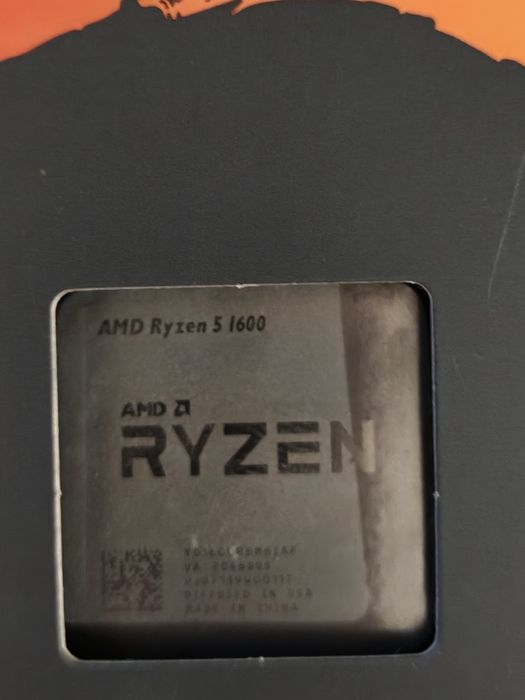 AMD Ryzen 5 1600
AMD
RYZEN
DIFFUSED IN USA
MADE IN CHINA